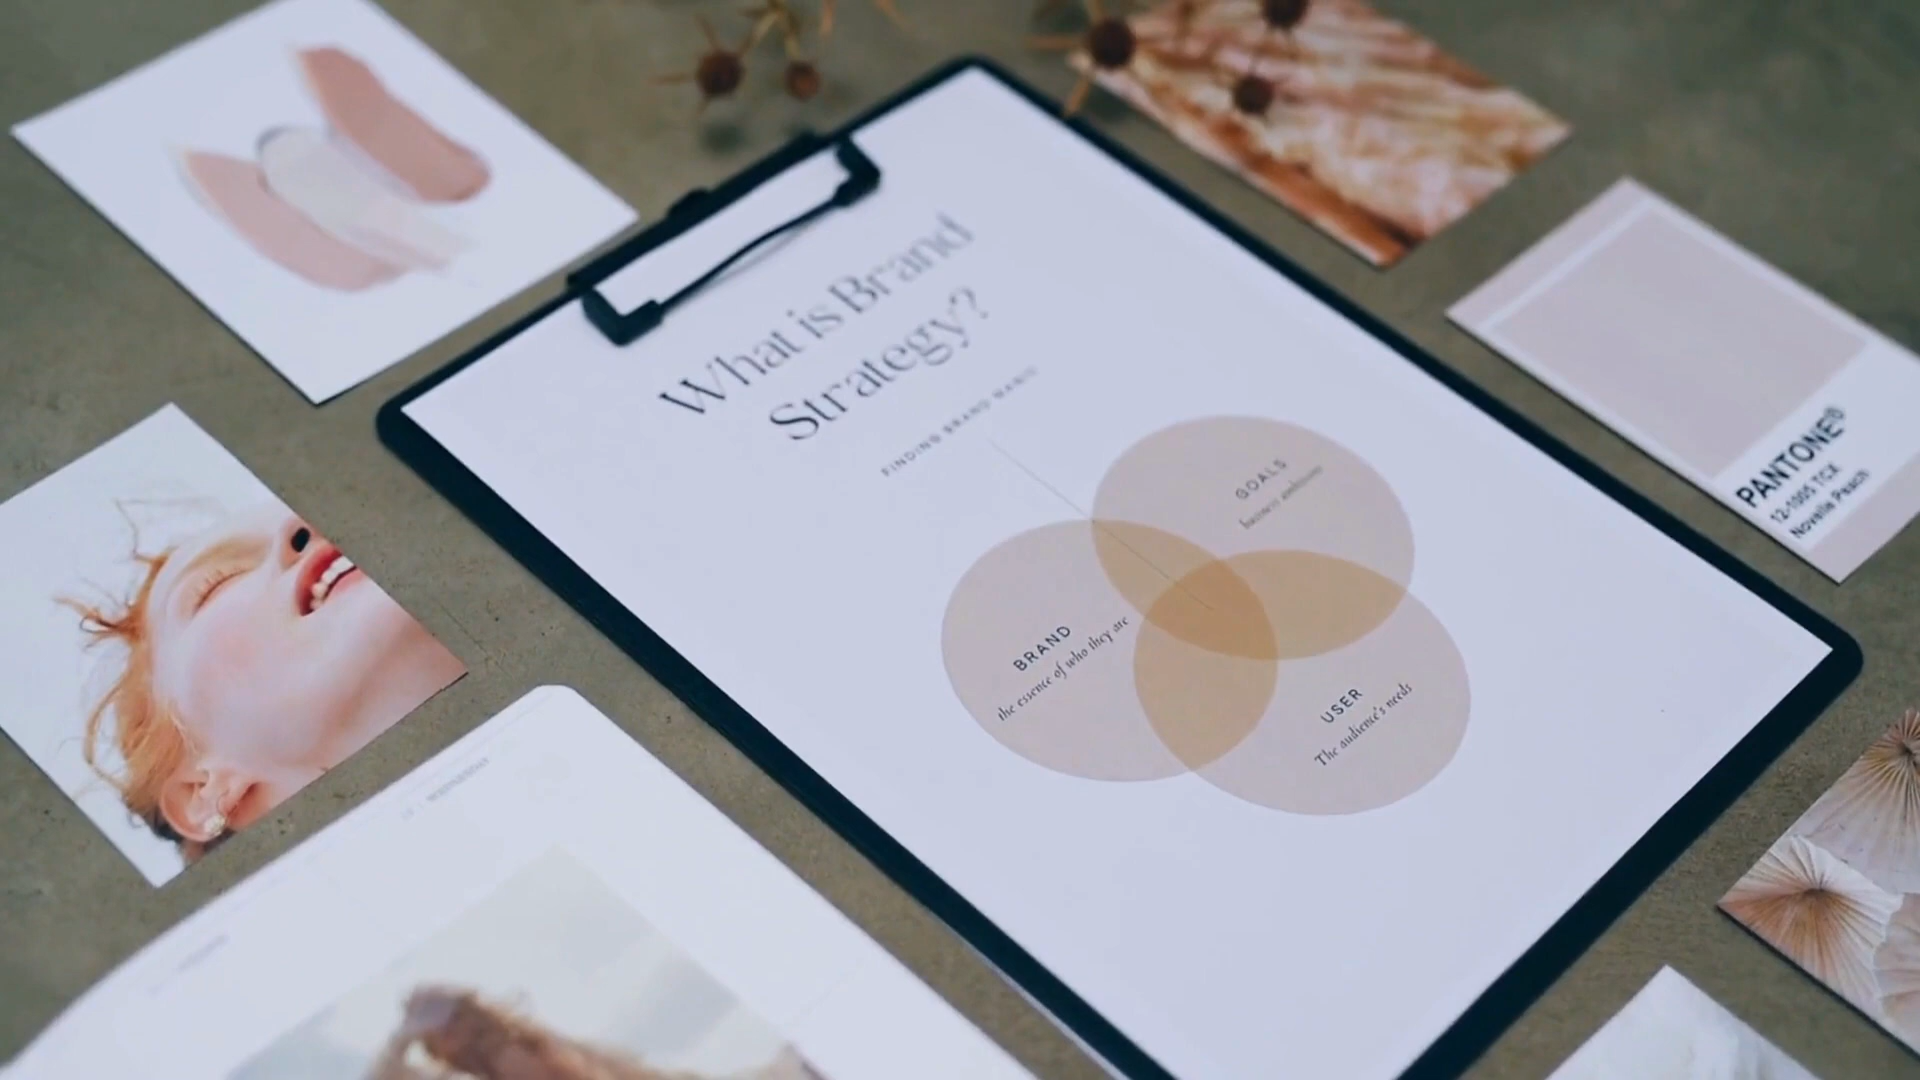 What is Brand
Strategy?
FINDING BRAND MAGIC
GOALS
business ambitions
BRAND
the essence of who they are
USER
The audience's needs
PANTONE®
12-1005 TCX
Novelle Peach
WEDNESDAY